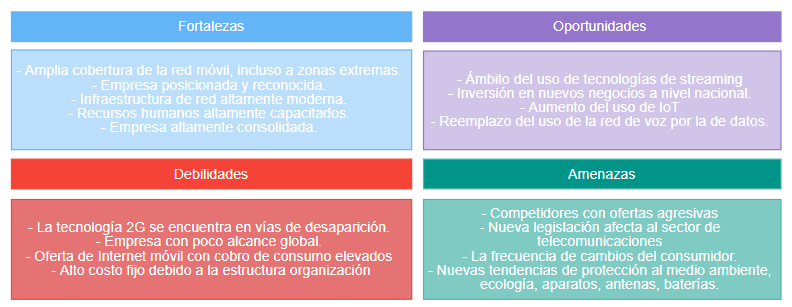 Fortalezas
- Amplia cobertura de la red móvil, incluso a zonas extremas.
- Empresa posicionada y reconocida.
- Infraestructura de red altamente moderna.
- Recursos humanos altamente capacitados.
- Empresa altamente consolidada.
Oportunidades
- Ámbito del uso de tecnologías de streaming
- Inversión en nuevos negocios a nivel nacional.
- Aumento del uso de IoT
- Reemplazo del uso de la red de voz por la de datos.
Debilidades
- La tecnología 2G se encuentra en vías de desaparición.
- Empresa con poco alcance global.
- Oferta de Internet móvil con cobro de consumo elevados
- Alto costo fijo debido a la estructura organización
Amenazas
- Competidores con ofertas agresivas
- Nueva legislación afecta al sector de
telecomunicaciones
- La frecuencia de cambios del consumidor.
- Nuevas tendencias de protección al medio ambiente,
ecología, aparatos, antenas, baterías.